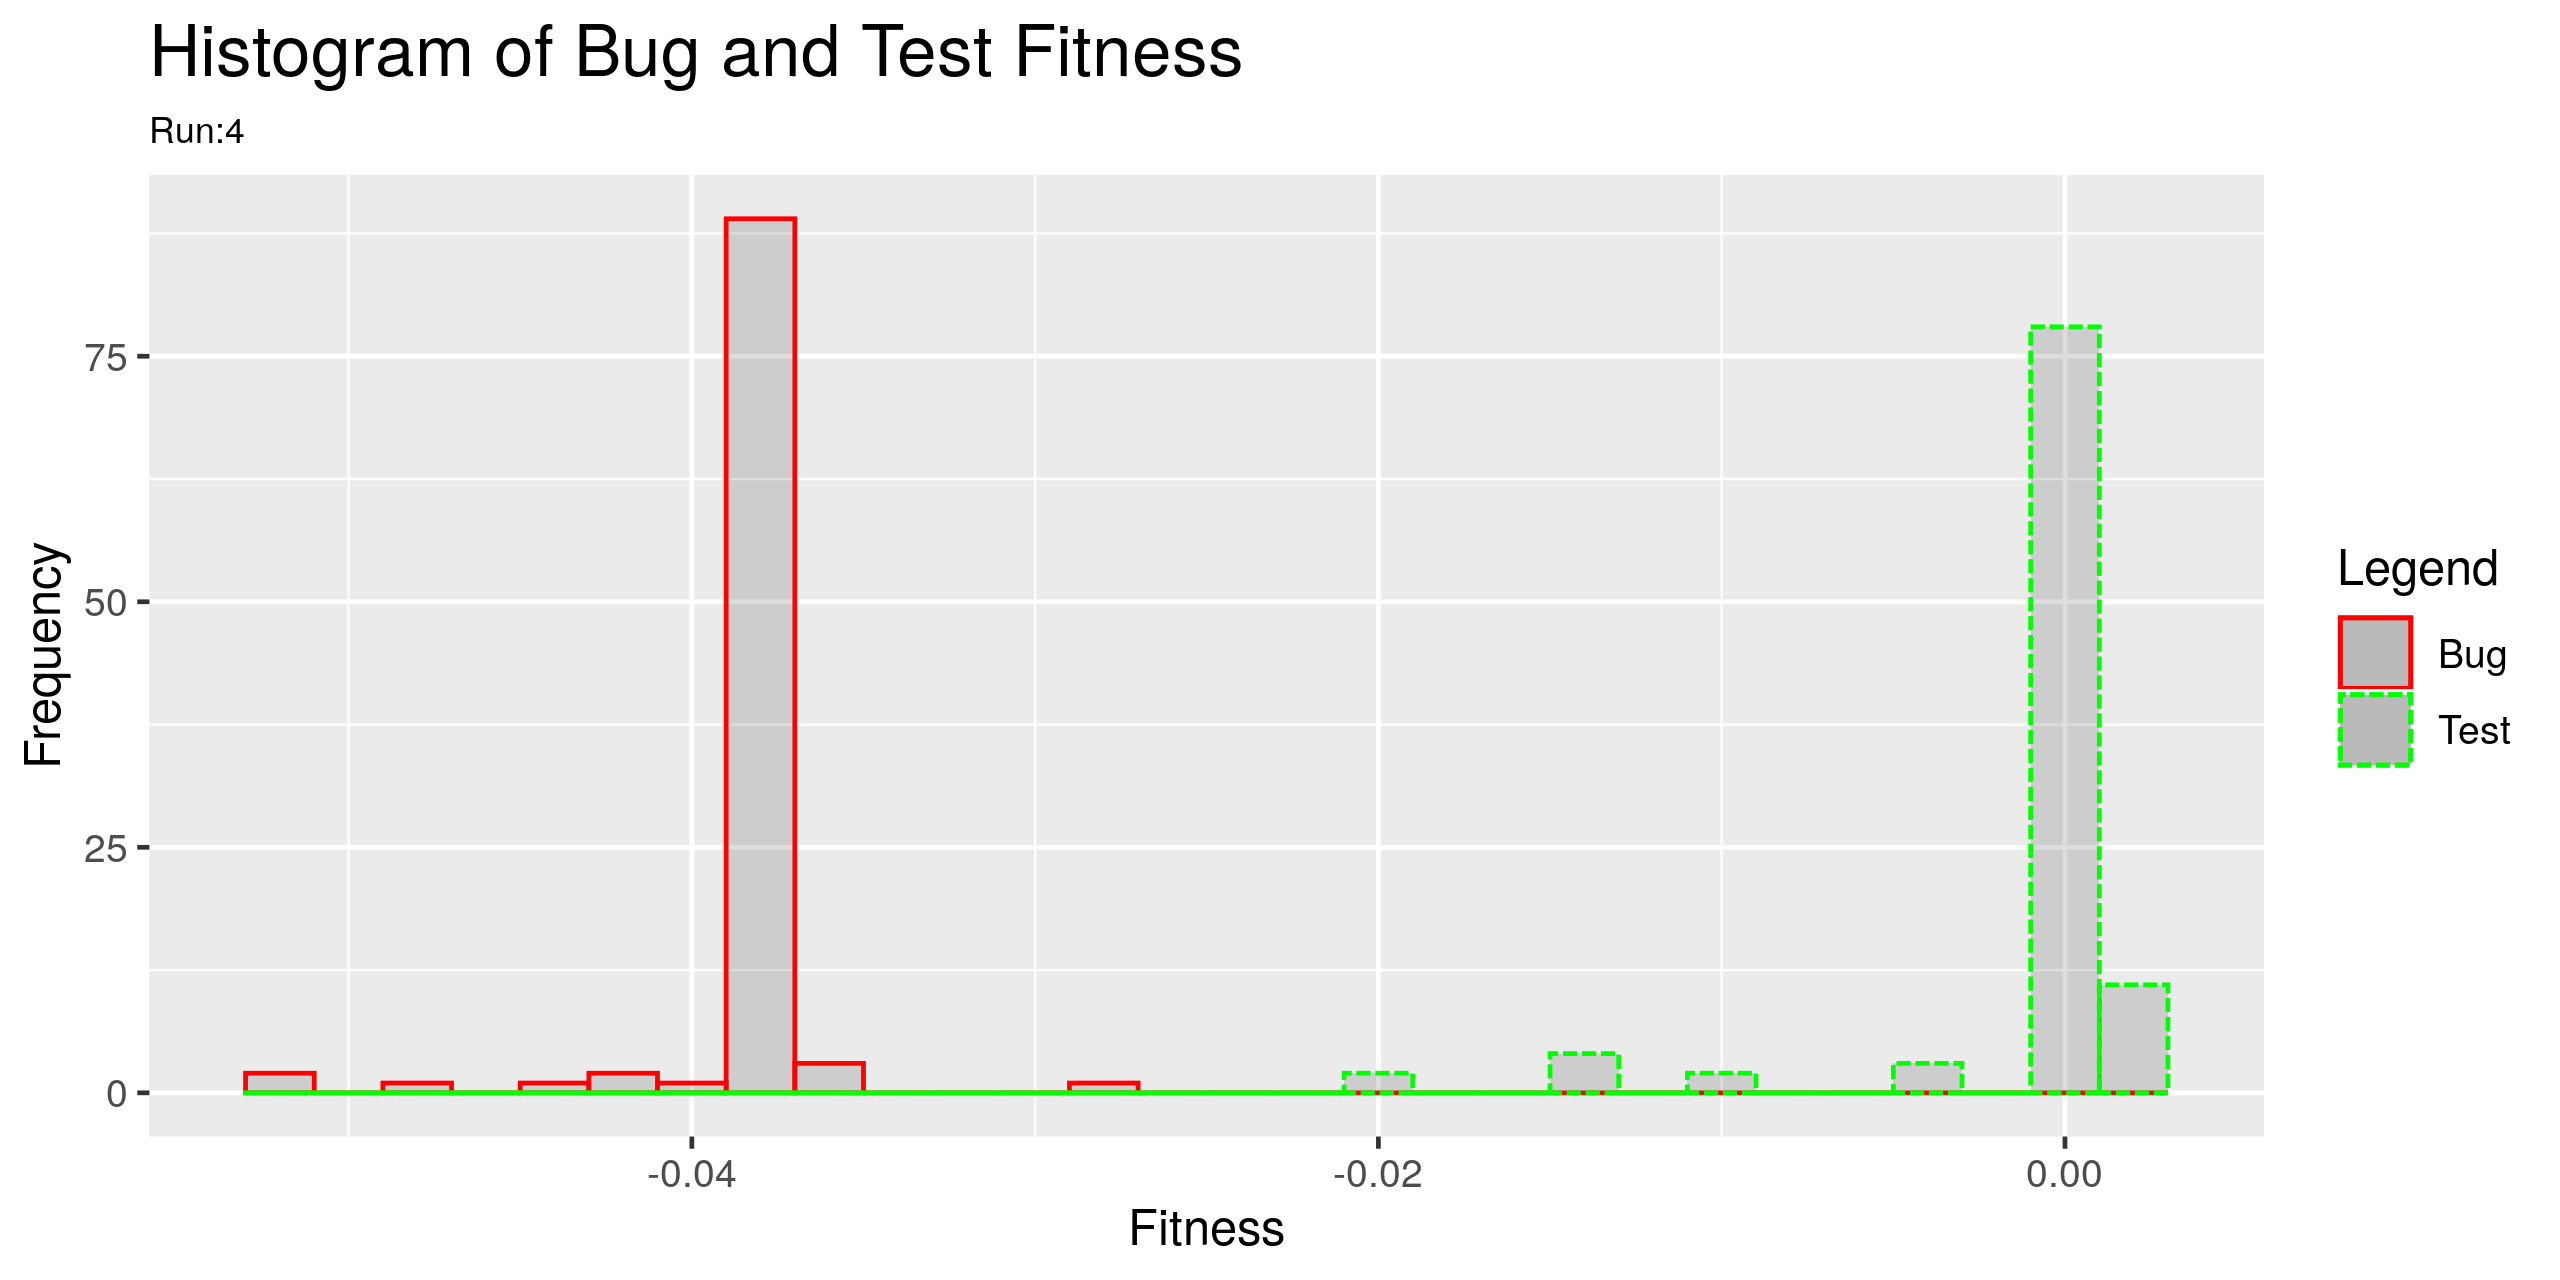 Histogram of Bug and Test Fitness
Run:4
Frequency
75
50
25
0
-0.04
-0.02
0.00
Fitness
Legend
Bug
Test